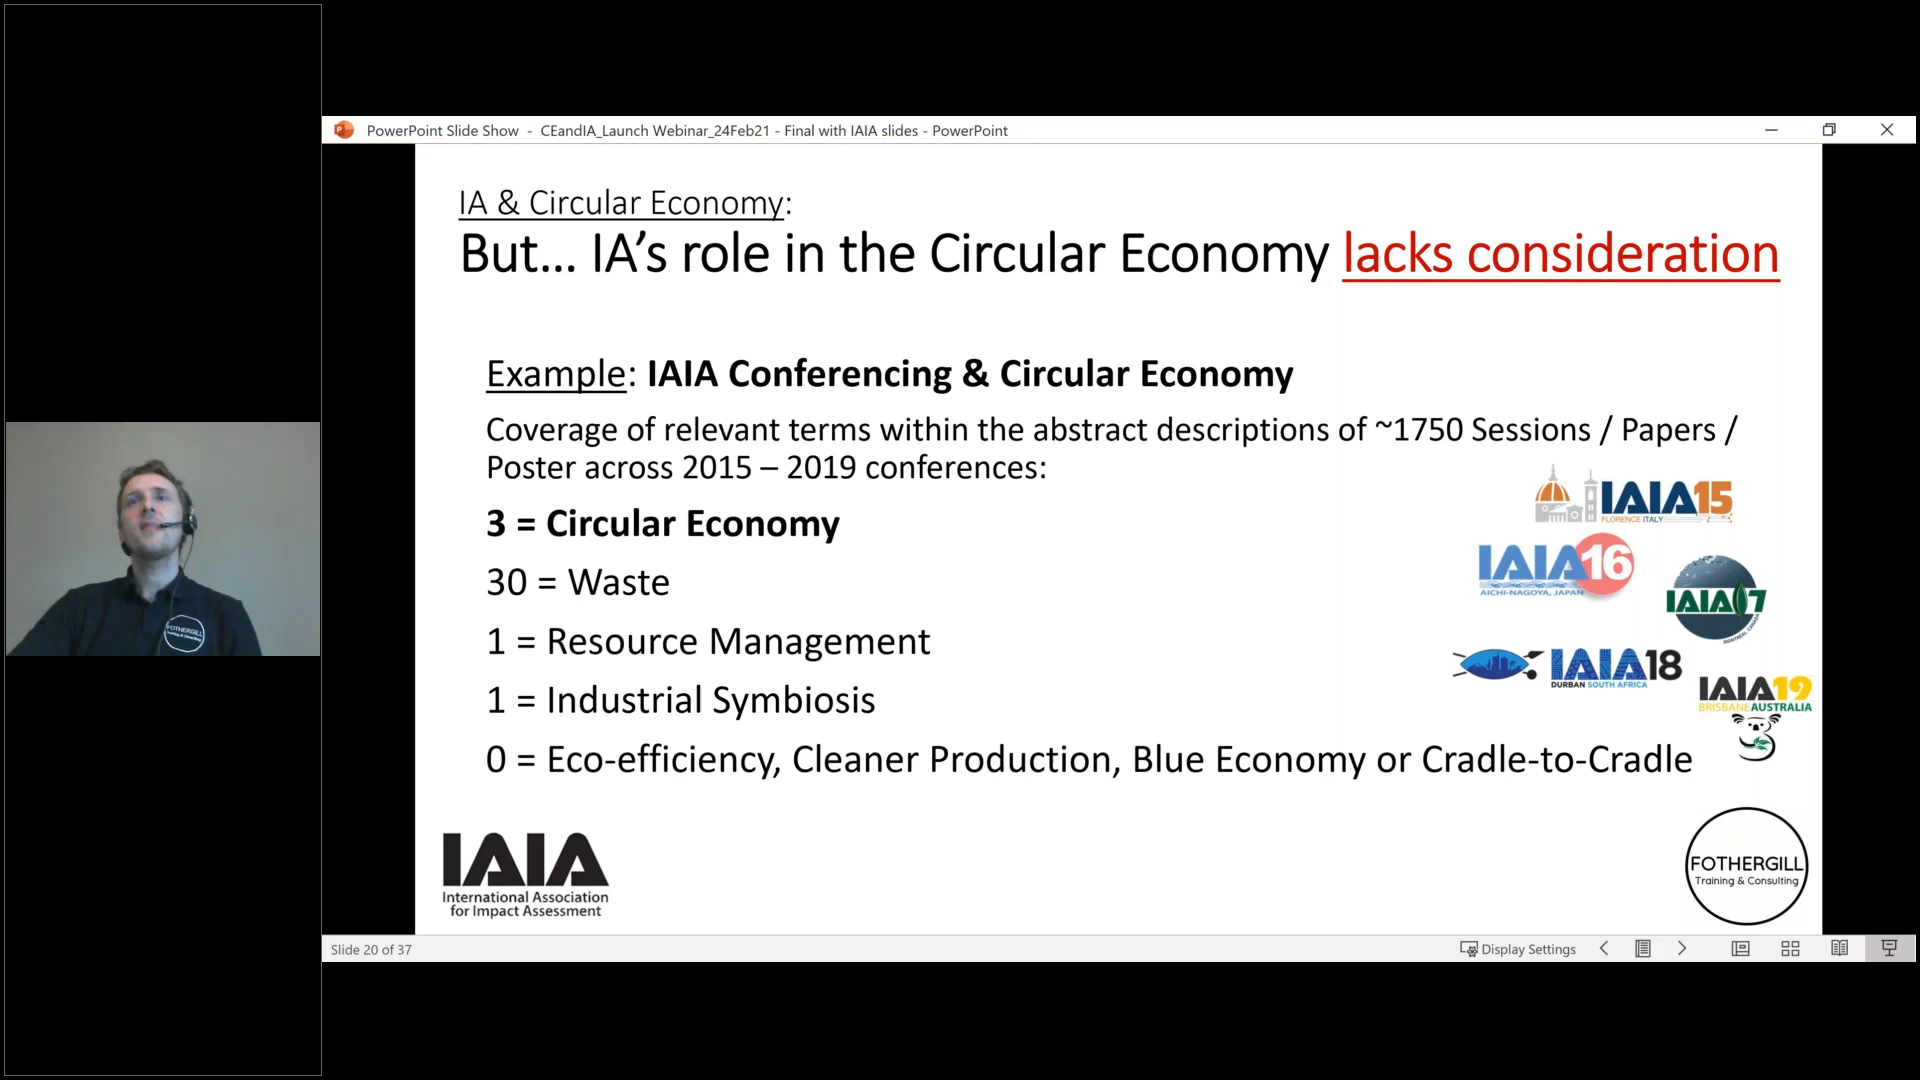 PowerPoint Slide Show - CEandIA_Launch Webinar_24Feb21 - Final with IAIA slides - PowerPoint
IA & Circular Economy:
But... IA's role in the Circular Economy lacks consideration
Example: IAIA Conferencing & Circular Economy
Coverage of relevant terms within the abstract descriptions of ~1750 Sessions / Papers /
Poster across 2015 – 2019 conferences:
3 = Circular Economy
30 = Waste
1 = Resource Management
1 = Industrial Symbiosis
0 = Eco-efficiency, Cleaner Production, Blue Economy or Cradle-to-Cradle
IAIA15
FLORENCE ITALY
IAIA16
AICHI-NAGOYA, JAPAN
IAIA17
IAIA18
DURBAN SOUTH AFRICA
IAIA19
BRISBANE AUSTRALIA
IAIA
International Association
for Impact Assessment
FOTHERGILL
Training & Consulting
FOTHERGILL
Training & Consulting
Slide 20 of 37
Display Settings